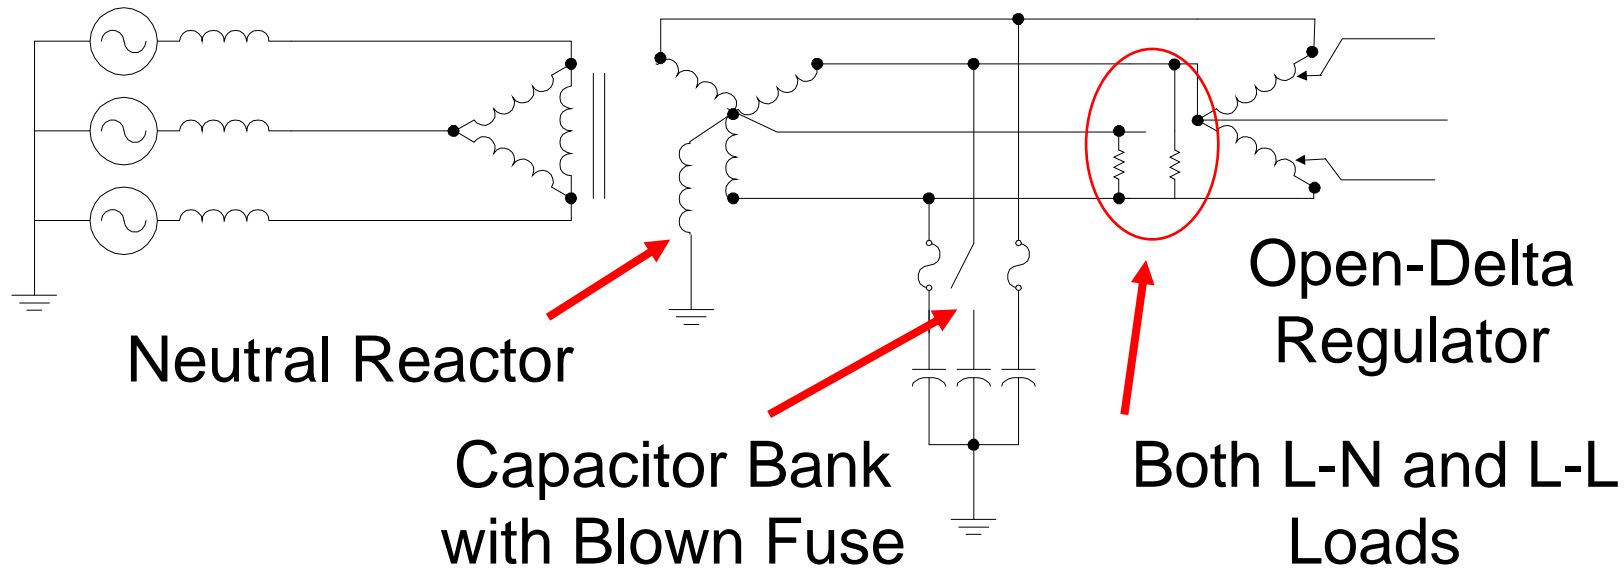 Neutral Reactor
Capacitor Bank
with Blown Fuse
Open-Delta
Regulator
Both L-N and L-L
Loads